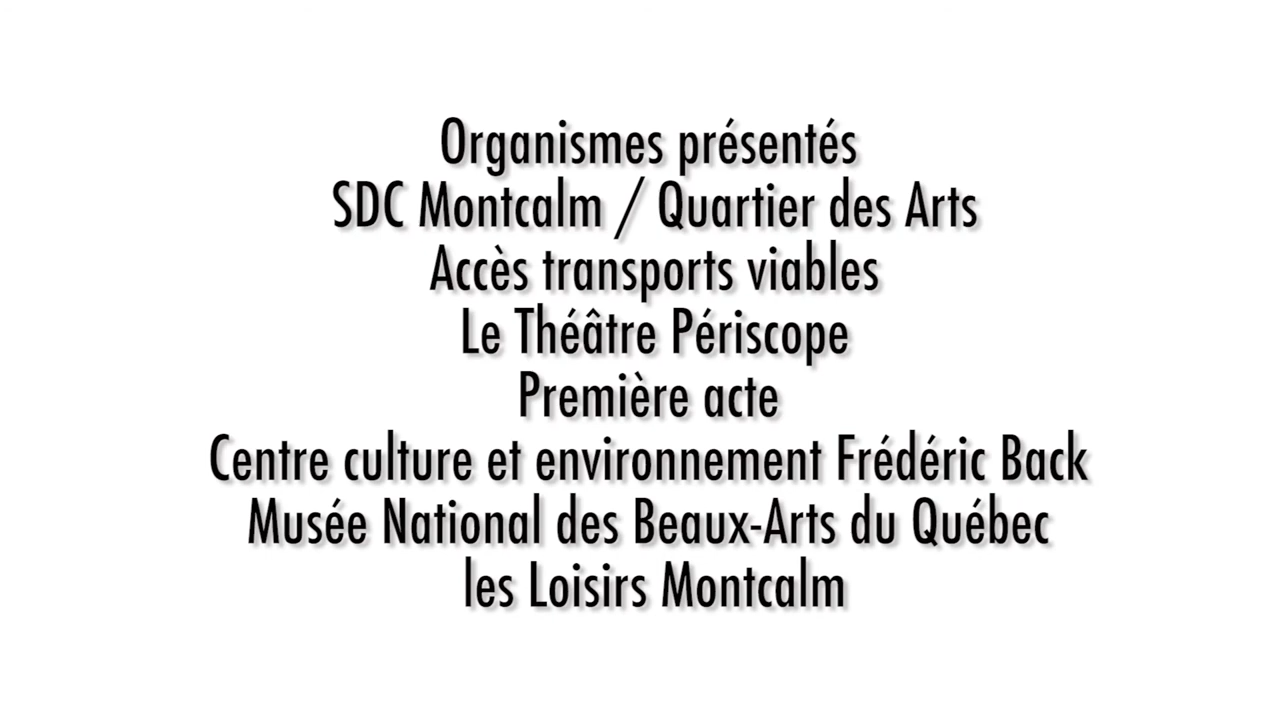 Organismes présentés
SDC Montcalm / Quartier des Arts
Accès transports viables
Le Théâtre Périscope
Première acte
Centre culture et environnement Frédéric Back
Musée National des Beaux-Arts du Québec
les Loisirs Montcalm